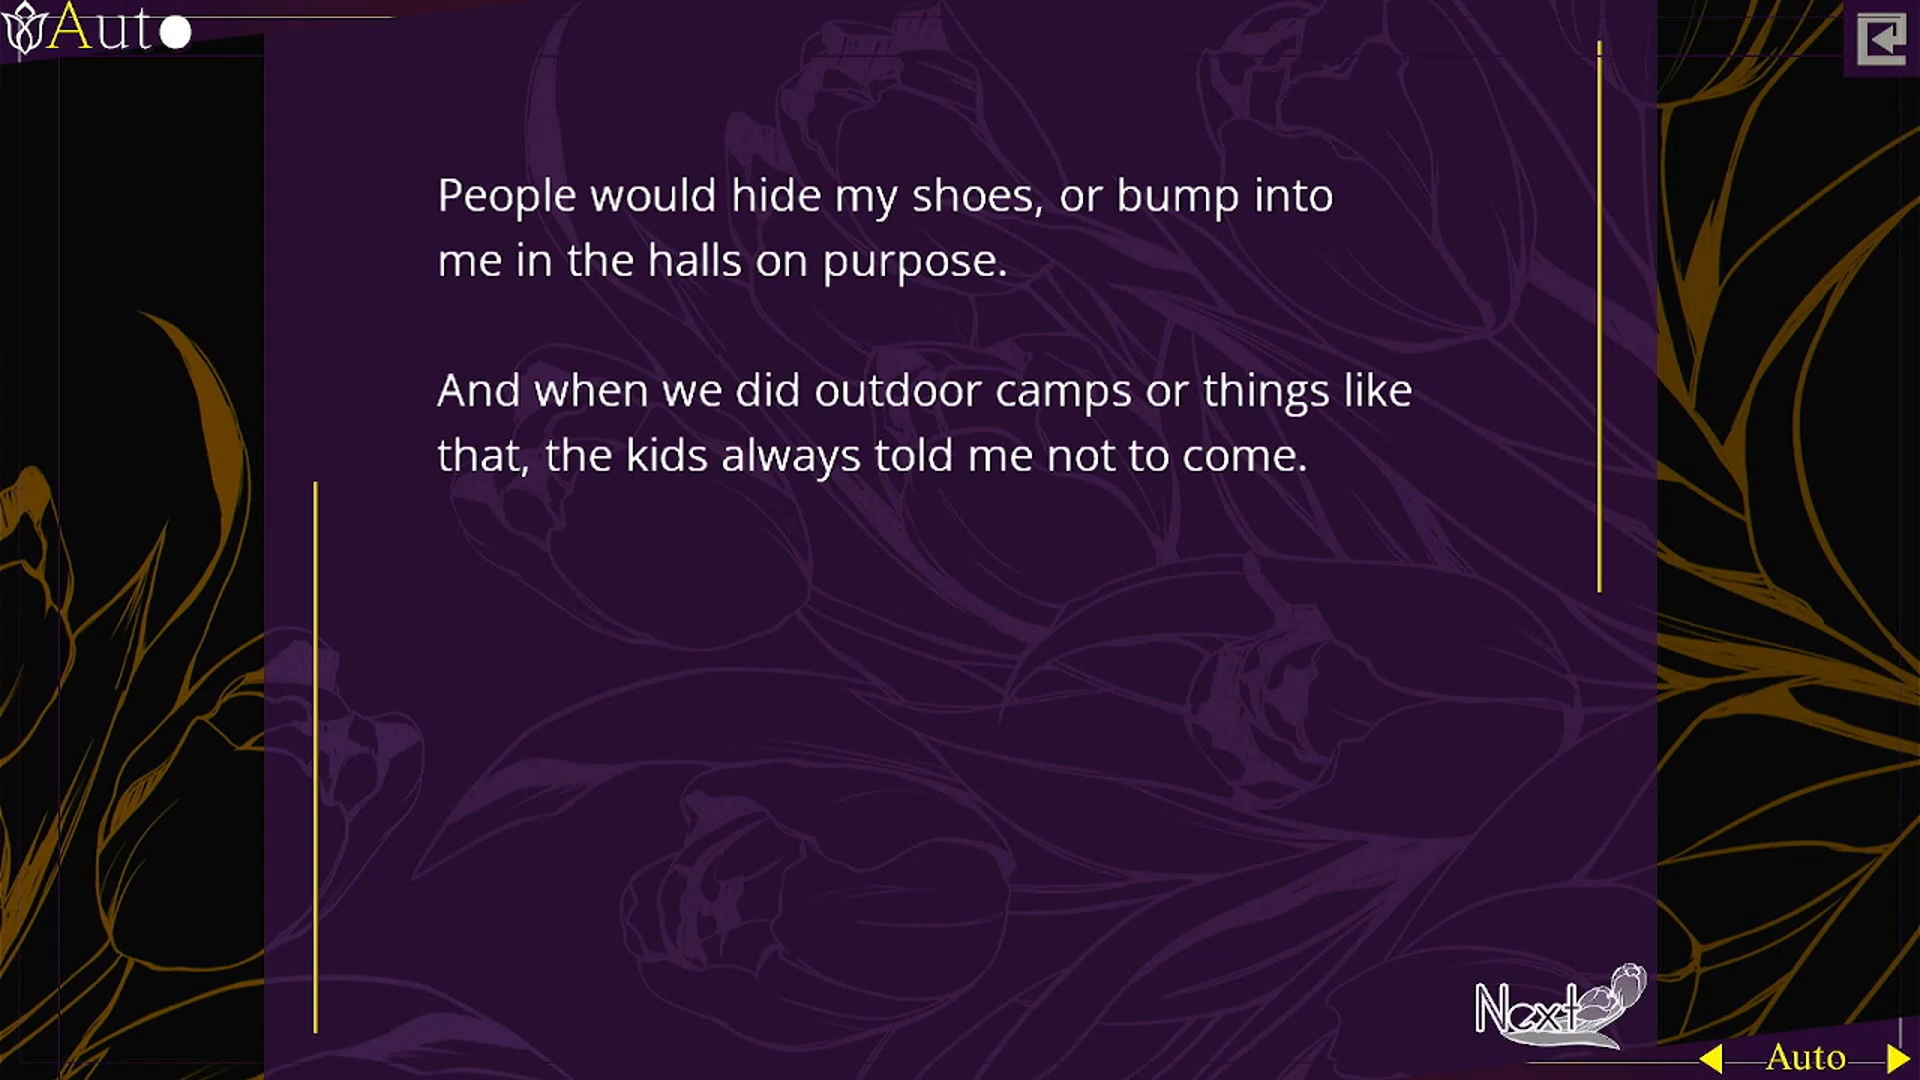 Auto
People would hide my shoes, or bump into
me in the halls on purpose.
And when we did outdoor camps or things like
that, the kids always told me not to come.
Next
Auto